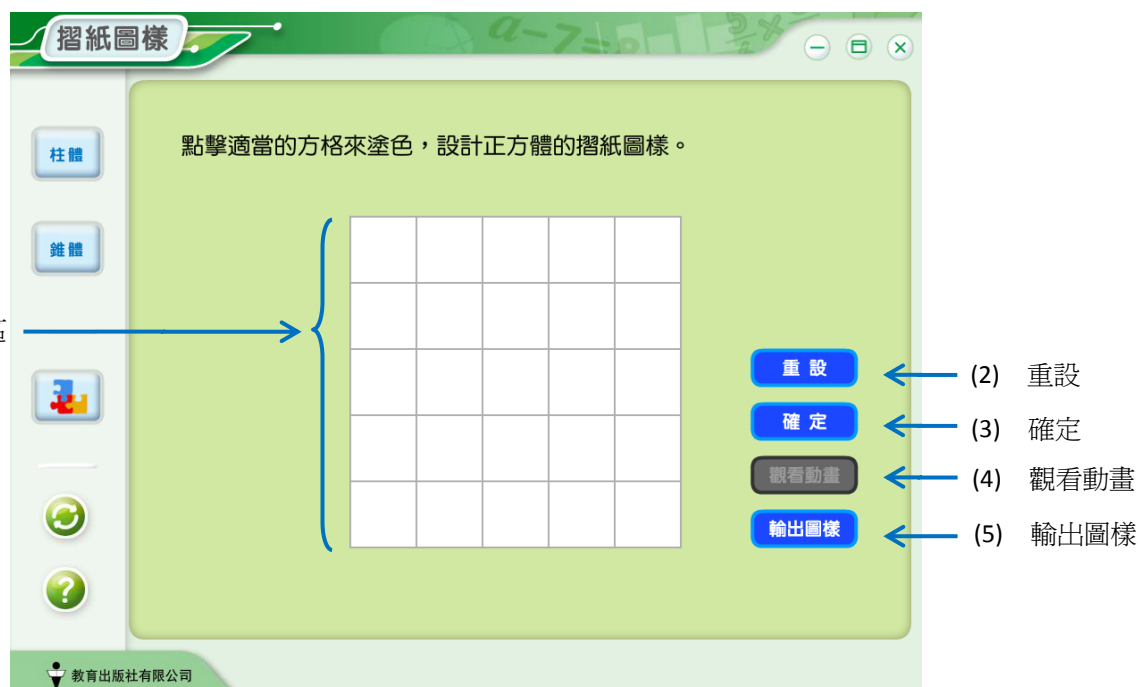 摺紙圖樣
柱體
點擊適當的方格來塗色，設計正方體的摺紙圖樣。
錐體
重設
(2) 重設
確定
(3) 確定
觀看動畫
(4) 觀看動畫
輸出圖樣
(5) 輸出圖樣
教育出版社有限公司